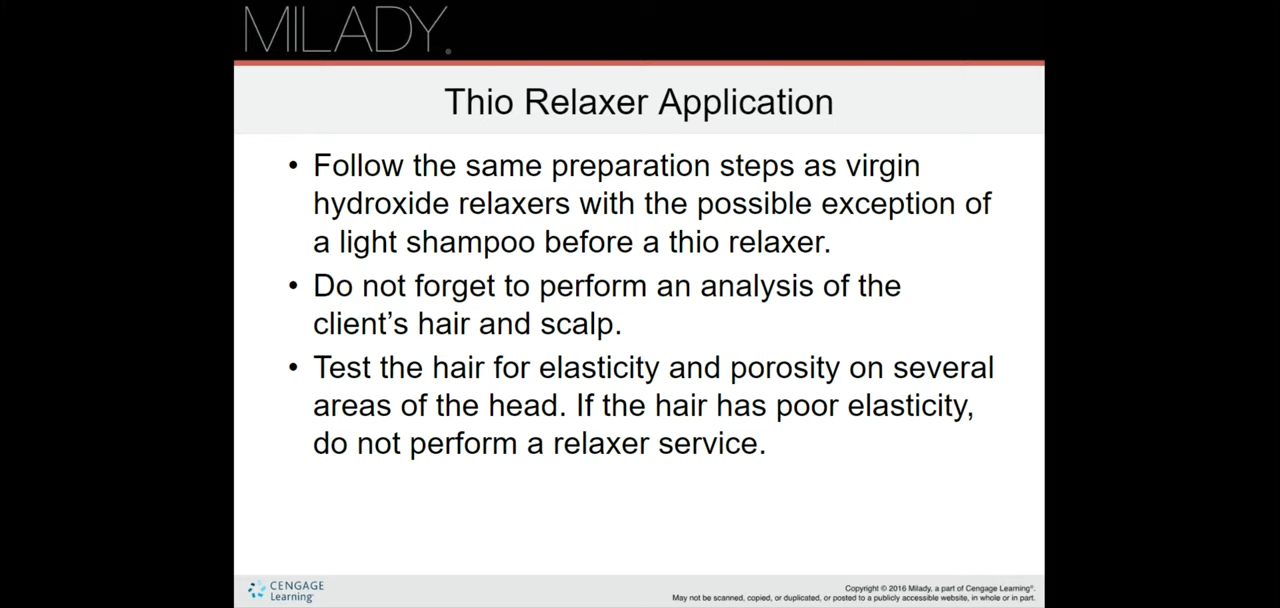 MILADY.
Thio Relaxer Application
• Follow the same preparation steps as virgin
hydroxide relaxers with the possible exception of
a light shampoo before a thio relaxer.
• Do not forget to perform an analysis of the
client’s hair and scalp.
• Test the hair for elasticity and porosity on several
areas of the head. If the hair has poor elasticity,
do not perform a relaxer service.
CENGAGE
Learning
Copyright © 2016 Milady, a part of Cengage Learning®.
May not be scanned, copied, or duplicated, or posted to a publicly accessible website, in whole or in part.